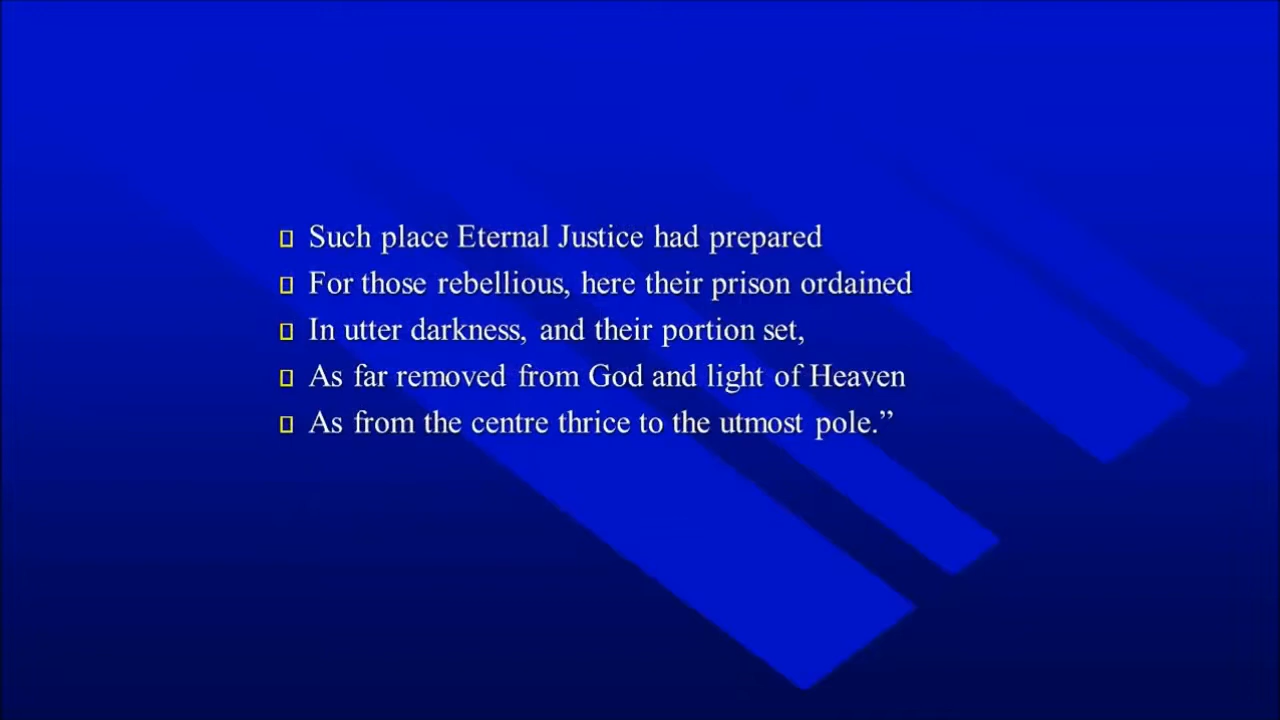 Such place Eternal Justice had prepared
For those rebellious, here their prison ordained
In utter darkness, and their portion set,
As far removed from God and light of Heaven
As from the centre thrice to the utmost pole.”